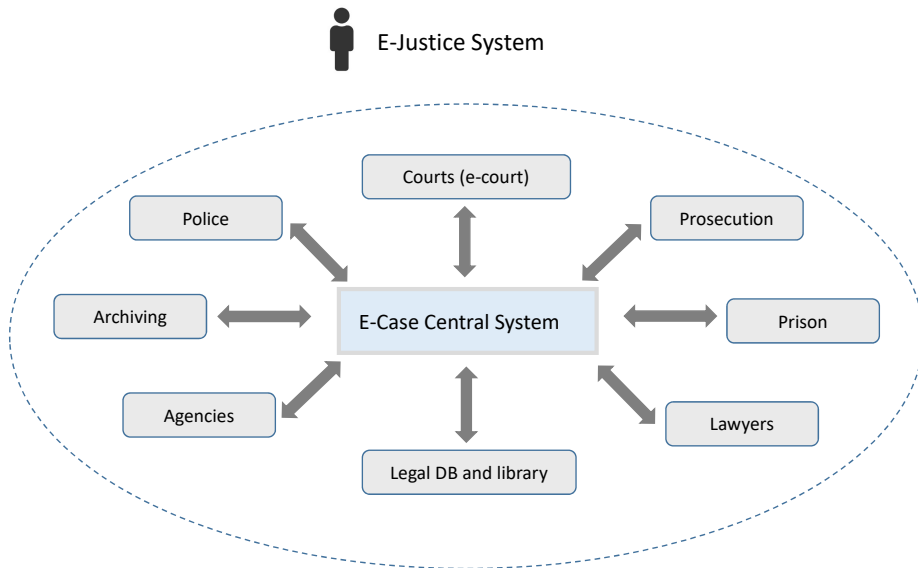 E-Justice System
Courts (e-court)
Police
Prosecution
Archiving
E-Case Central System
Prison
Agencies
Lawyers
Legal DB and library